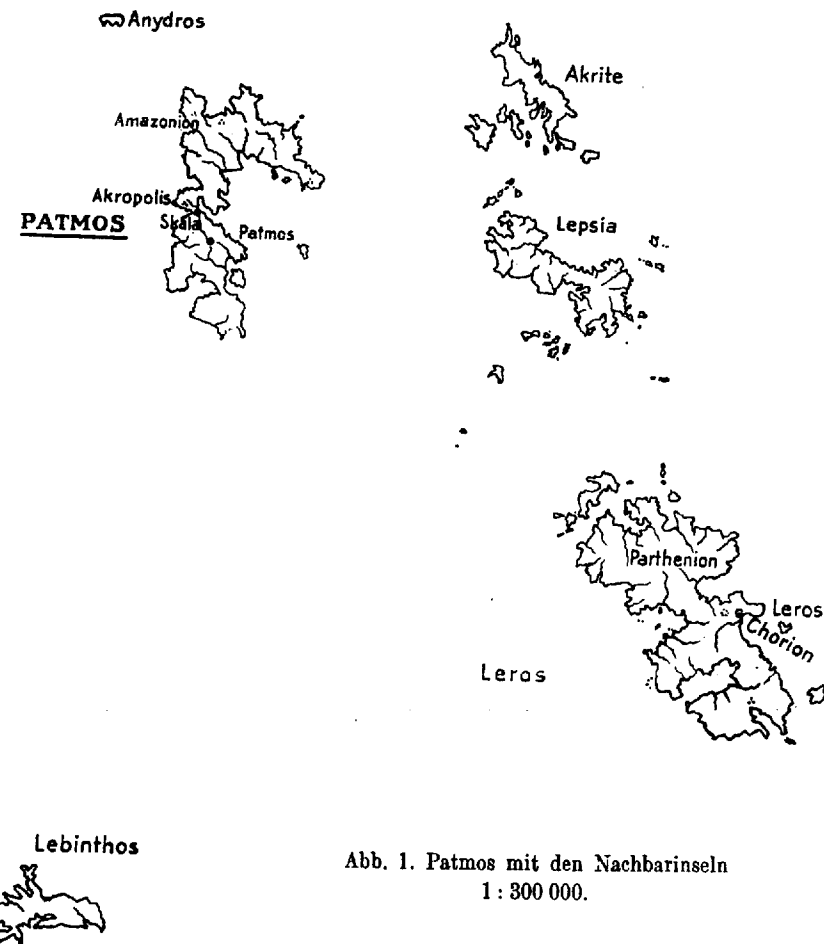 Anydros
Akrite
Amazonion
Akropolis
PATMOS
Skala
Patmos
Lepsia
Parthenion
Leros
Chorion
Leros
Lebinthos
Abb. 1. Patmos mit den Nachbarinseln
1 : 300 000.